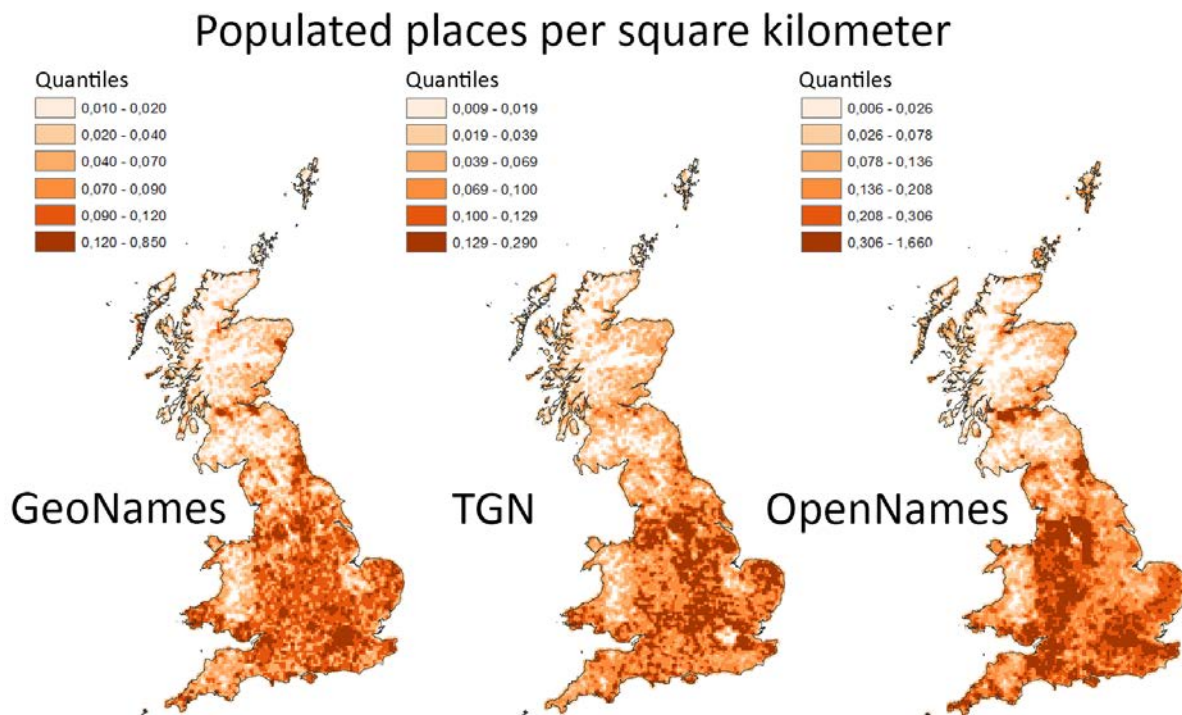 Populated places per square kilometer
Quantiles
0,010 - 0,020
0,020 - 0,040
0,040 - 0,070
0,070 - 0,090
0,090 - 0,120
0,120 - 0,850
Quantiles
0,009 - 0,019
0,019 - 0,039
0,039 - 0,069
0,069 - 0,100
0,100 - 0,129
0,129 - 0,290
Quantiles
0,006 - 0,026
0,026 - 0,078
0,078 - 0,136
0,136 - 0,208
0,208 - 0,306
0,306 - 1,660
GeoNames
TGN
OpenNames